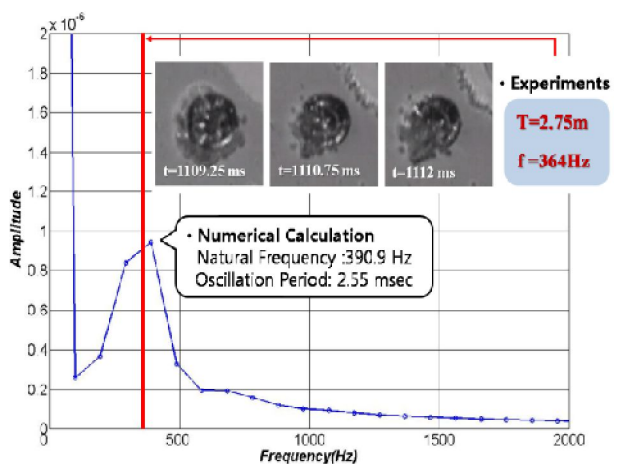 2 x 10^-6
1.8
1.6
1.4
1.2
1
0.8
0.6
0.4
0.2
0
500
1000
1500
2000
Amplitude
Frequency(Hz)
t=1109.25 ms
t=1110.75 ms
t=1112 ms
• Experiments
T=2.75m
f =364Hz
• Numerical Calculation
Natural Frequency :390.9 Hz
Oscillation Period: 2.55 msec